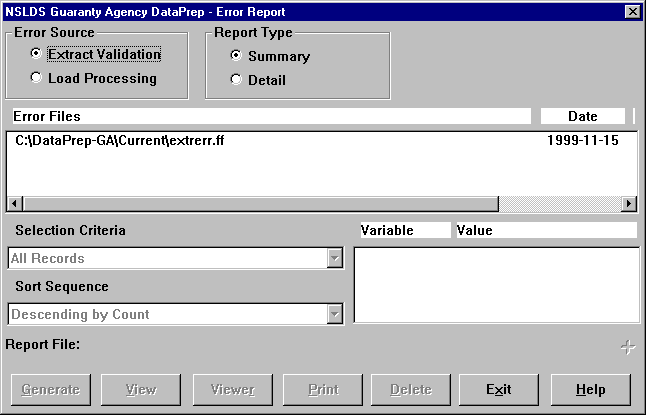 NSLDS Guaranty Agency DataPrep - Error Report
Error Source
Extract Validation
Load Processing
Report Type
Summary
Detail
Error Files Date
C:\DataPrep-GA\Current\extrerr.ff 1999-11-15
Selection Criteria
All Records
Sort Sequence
Descending by Count
Variable Value
Report File:
Generate View Viewer Print Delete Exit Help